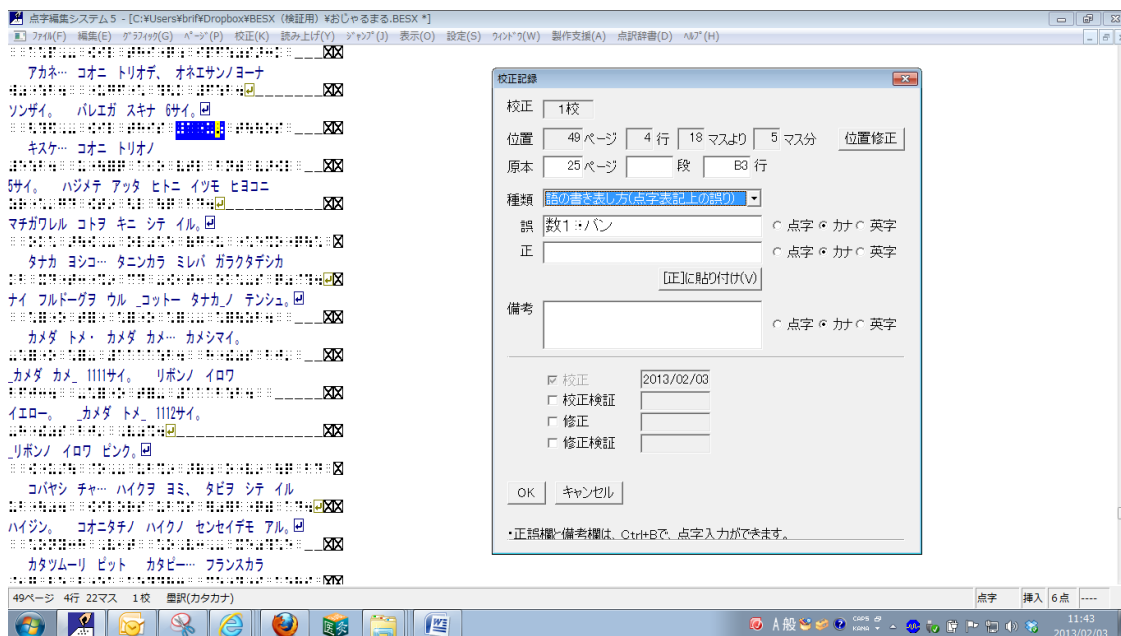 点字編集システム5 - [C:¥Users¥brif¥Dropbox¥BESX（検証用）¥おじゃるまる.BESX *]
ﾌｧｲﾙ(F) 編集(E) ｸﾞﾗﾌｨｯｸ(G) ﾍﾟｰｼﾞ(P) 校正(K) 読み上げ(Y) ｼﾞｬﾝﾌﾟ(J) 表示(O) 設定(S) ｳｨﾝﾄﾞｳ(W) 製作支援(A) 点訳辞書(D) ﾍﾙﾌﾟ(H)
アカネ… コオニ トリオデ、 オネエサンノヨーナ
ソンザイ。 バレエガ スキナ 6サイ。
キスケ… コオニ トリオノ
5サイ。 ハジメテ アッタ ヒトニ イツモ ヒヨコニ
マチガワレル コトヲ キニ シテ イル。
タナカ ヨシコ… タニンカラ ミレバ ガラクタデシカ
ナイ フルドーグヲ ウル _コットー タナカ_ノ テンシュ。
カメダ トメ・ カメダ カメ… カメシマイ。
_カメダ カメ_ 1111サイ。 リボンノ イロワ
イエロー。 _カメダ トメ_ 1112サイ。
_リボンノ イロワ ピンク。
コバヤシ チャ… ハイクヲ ヨミ、 タビヲ シテ イル
ハイジン。 コオニタチノ ハイクノ センセイデモ アル。
カタツムーリ ピット カタピー… フランスカラ
校正記録
校正 1校
位置 49 ページ 4 行 18 マスより 5 マス分 位置修正
原本 25 ページ 段 B3 行
種類 語の書き表し方(点字表記上の誤り)
誤 数1 バン 点字 カナ 英字
正 点字 カナ 英字
[正]に貼り付け(V)
備考 点字 カナ 英字
校正 2013/02/03
校正検証
修正
修正検証
OK キャンセル
・正誤欄と備考欄は、Ctrl+Bで、点字入力ができます。
49ページ 4行 22マス 1校 墨訳(カタカナ) 点字 挿入 6点 ----
A 般 CAPS KANA 11:43
2013/02/03